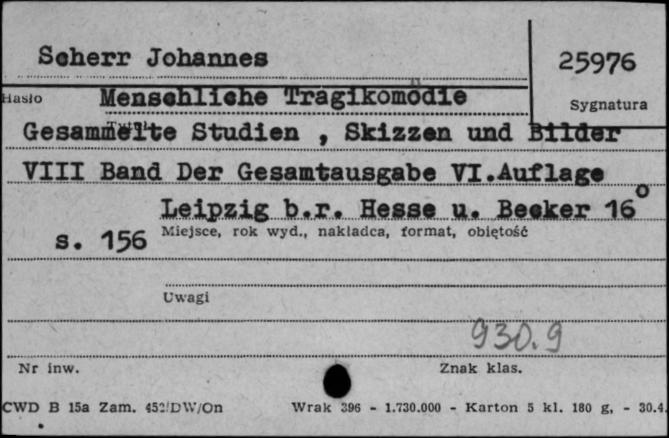 Scherr Johannes
25976
Hasło
Menschliche Tragikomödie
Sygnatura
Gesammelte Studien , Skizzen und Bilder
VIII Band Der Gesamtausgabe VI.Auflage
Leipzig b.r. Hesse u. Becker 16°
s. 156
Miejsce, rok wyd., nakładca, format, objętość
Uwagi
930.9
Nr inw.
Znak klas.
CWD B 15a Zam. 452/DW/On
Wrak 396 - 1.730.000 - Karton 5 kl. 180 g, - 30.4.